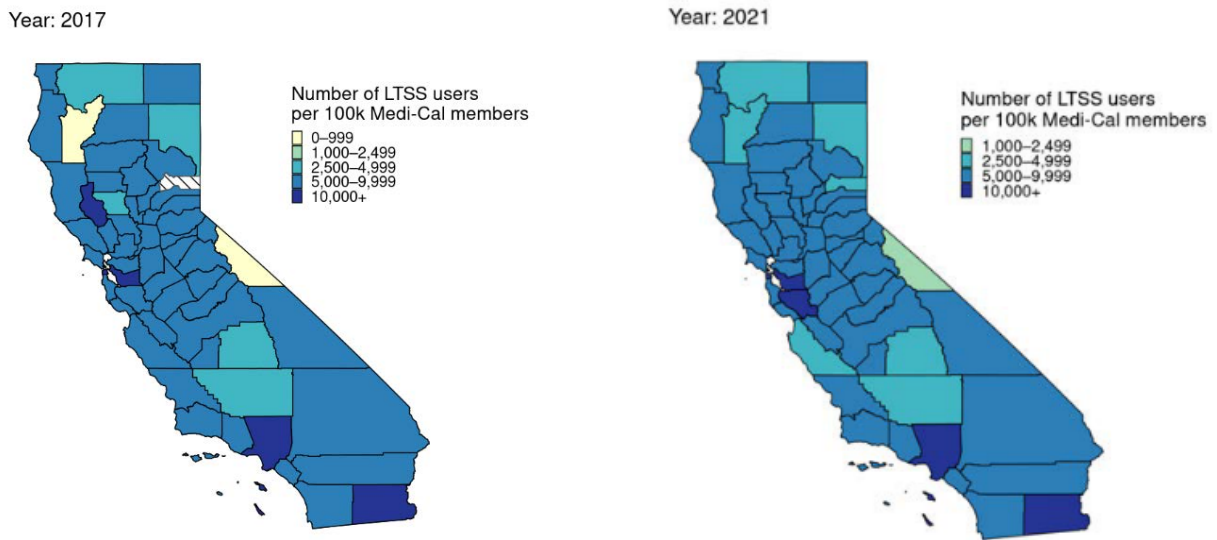 Year: 2017
Number of LTSS users
per 100k Medi-Cal members
0–999
1,000–2,499
2,500–4,999
5,000–9,999
10,000+
Year: 2021
Number of LTSS users
per 100k Medi-Cal members
1,000–2,499
2,500–4,999
5,000–9,999
10,000+